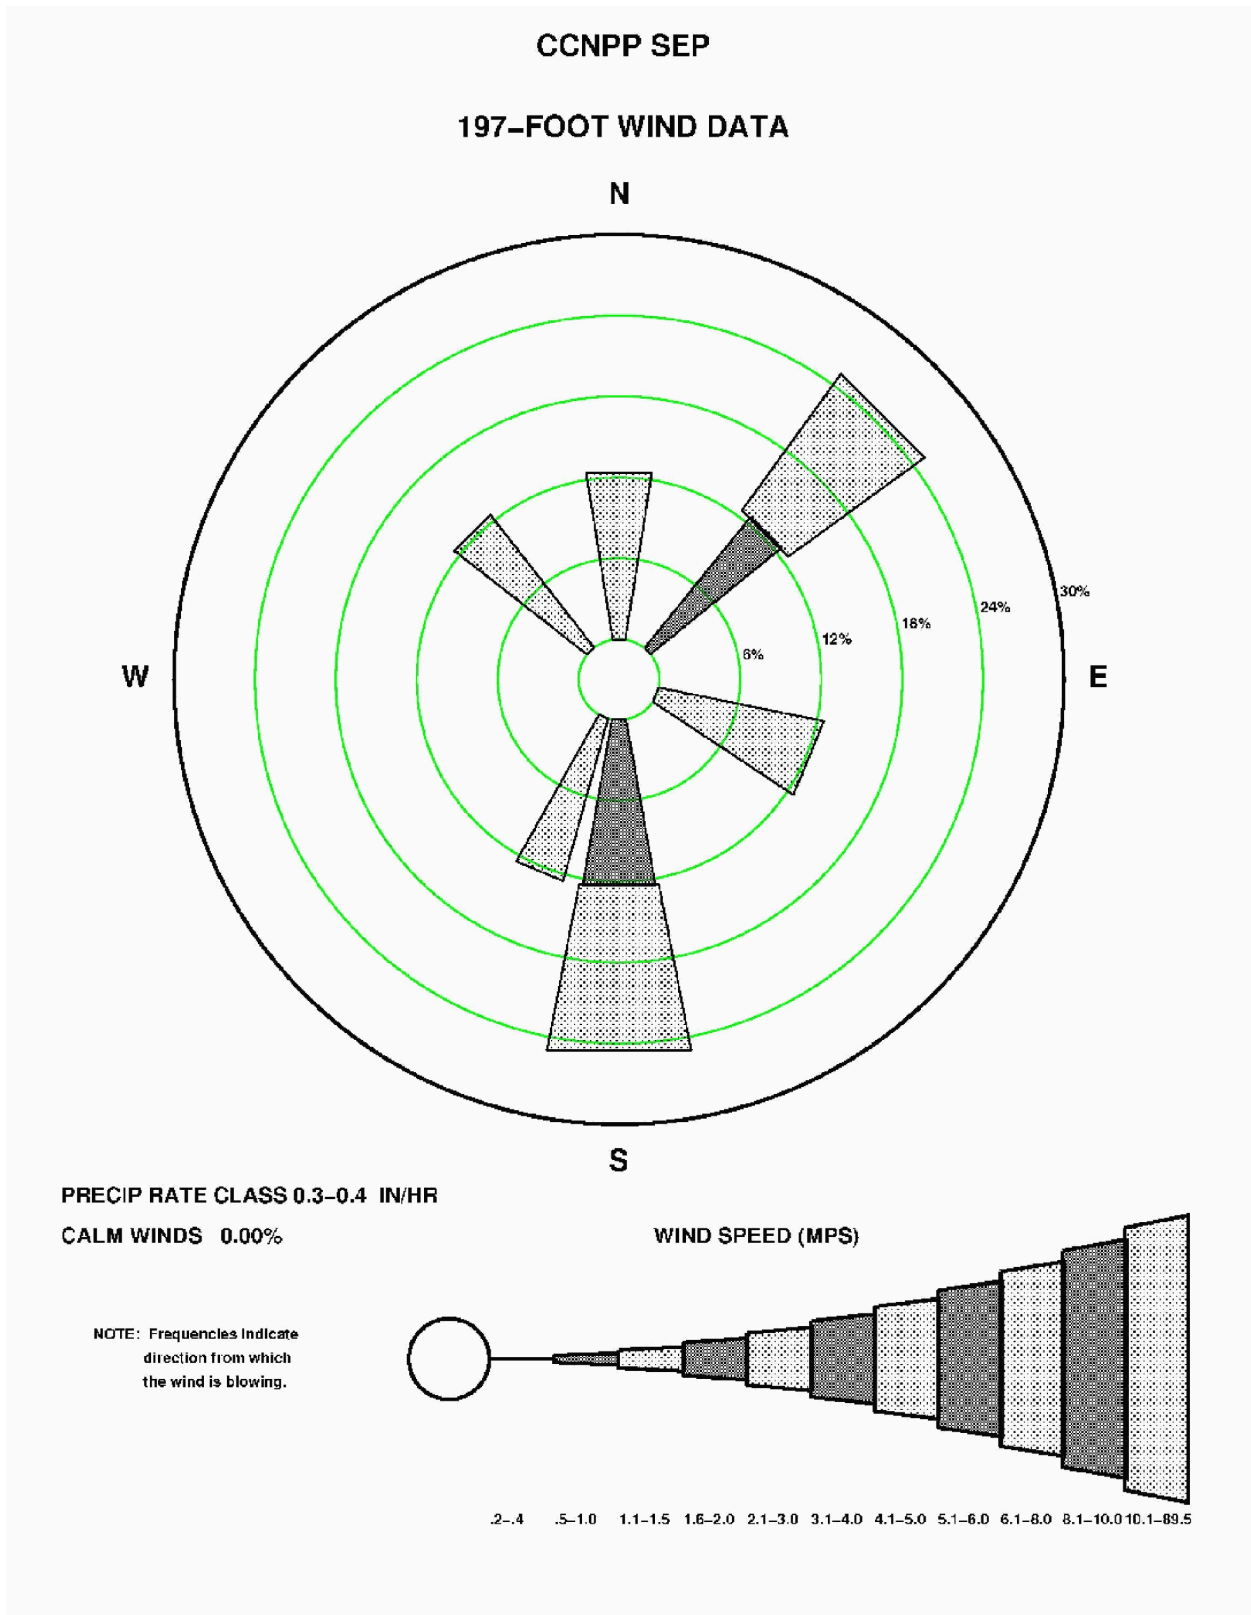 CCNPP SEP
197-FOOT WIND DATA
N
30%
24%
18%
12%
6%
W
E
S
PRECIP RATE CLASS 0.3-0.4 IN/HR
CALM WINDS 0.00%
WIND SPEED (MPS)
NOTE: Frequencies indicate
direction from which
the wind is blowing.
.2-.4 .5-1.0 1.1-1.5 1.6-2.0 2.1-3.0 3.1-4.0 4.1-5.0 5.1-6.0 6.1-8.0 8.1-10.0 10.1-89.5